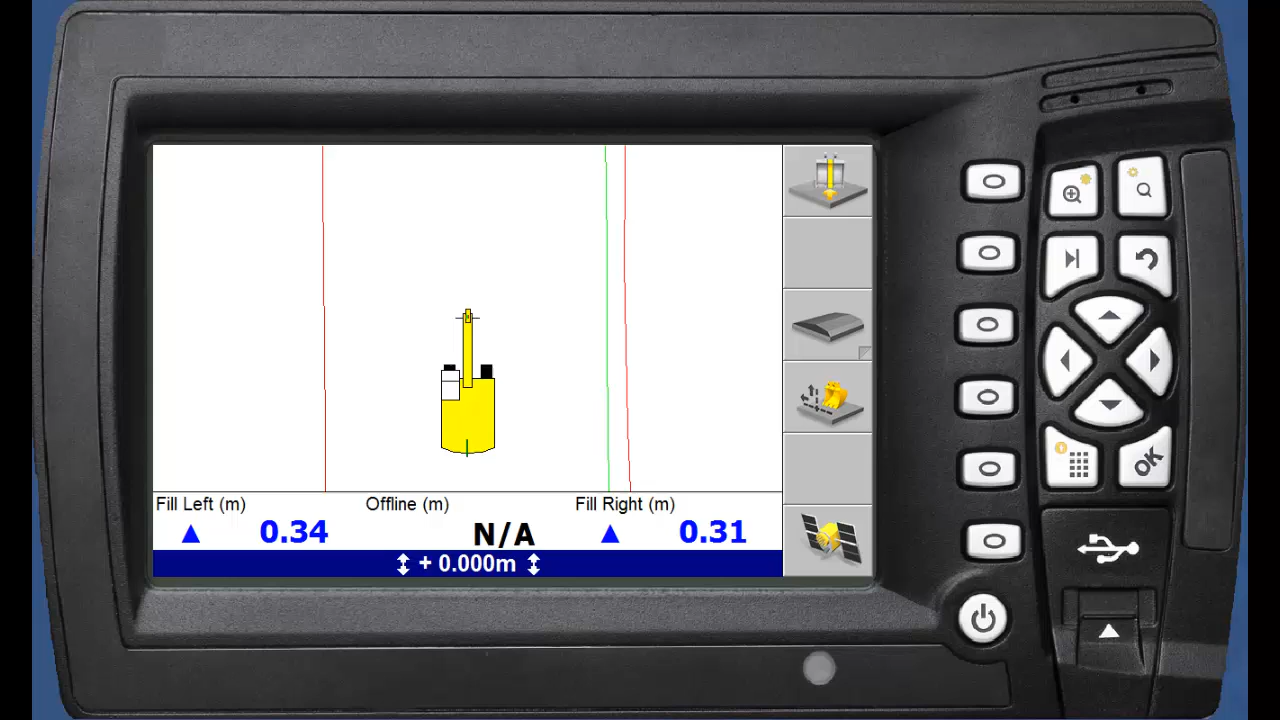 Fill Left (m) Offline (m) Fill Right (m)
▲ 0.34 N/A ▲ 0.31
↕ + 0.000m ↕
OK